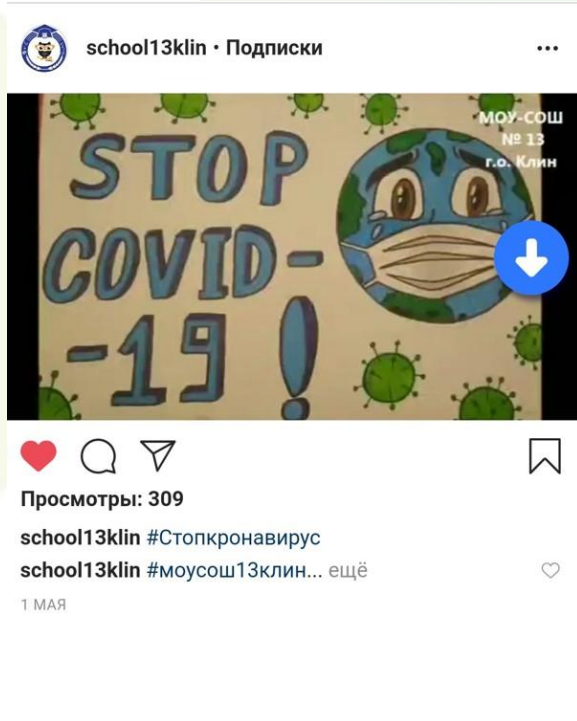 school13klin • Подписки
МОУ-СОШ
№ 13
г.о. Клин
STOP
COVID-
-19!
Просмотры: 309
school13klin #Стопкронавирус
school13klin #моусош13клин... ещё
1 МАЯ